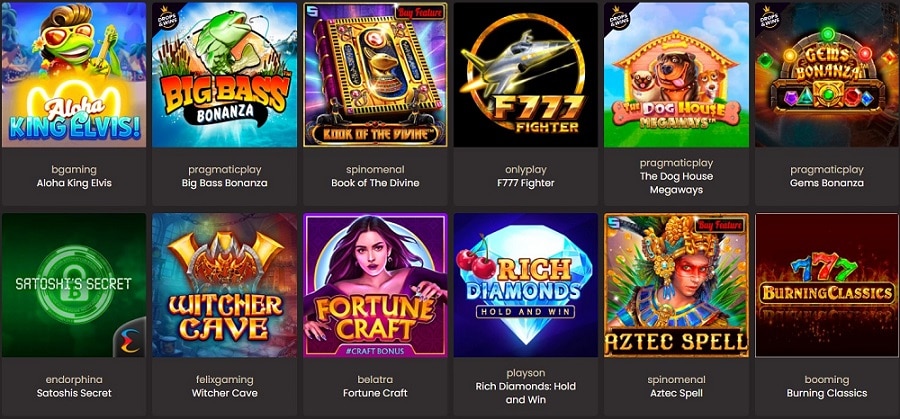 Aloha
KING ELVIS!
bgaming
Aloha King Elvis
DROPS
& WINS
BIG BASS
BONANZA
pragmaticplay
Big Bass Bonanza
Buy Feature
BOOK OF THE DIVINE
spinomenal
Book of The Divine
F777
FIGHTER
onlyplay
F777 Fighter
DROPS
& WINS
THE DOG HOUSE
MEGAWAYS
pragmaticplay
The Dog House
Megaways
DROPS
& WINS
GEMS
BONANZA
pragmaticplay
Gems Bonanza
SATOSHI'S SECRET
endorphina
Satoshis Secret
WITCHER
CAVE
felixgaming
Witcher Cave
FORTUNE
CRAFT
#CRAFT BONUS
belatra
Fortune Craft
RICH
DIAMONDS
HOLD AND WIN
playson
Rich Diamonds: Hold
and Win
Buy Feature
AZTEC SPELL
spinomenal
Aztec Spell
777
BURNING CLASSICS
booming
Burning Classics